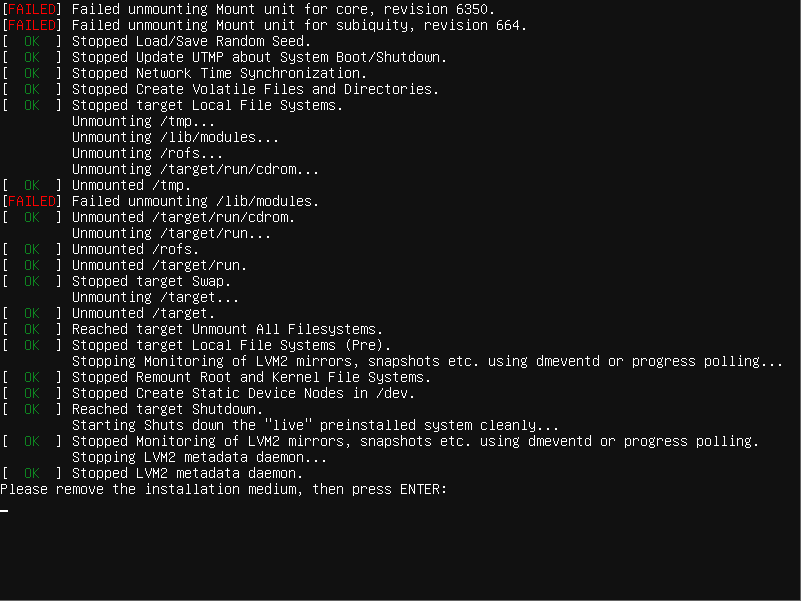 [FAILED] Failed unmounting Mount unit for core, revision 6350.
[FAILED] Failed unmounting Mount unit for subiquity, revision 664.
[  OK  ] Stopped Load/Save Random Seed.
[  OK  ] Stopped Update UTMP about System Boot/Shutdown.
[  OK  ] Stopped Network Time Synchronization.
[  OK  ] Stopped Create Volatile Files and Directories.
[  OK  ] Stopped target Local File Systems.
         Unmounting /tmp...
         Unmounting /lib/modules...
         Unmounting /rofs...
         Unmounting /target/run/cdrom...
[  OK  ] Unmounted /tmp.
[FAILED] Failed unmounting /lib/modules.
[  OK  ] Unmounted /target/run/cdrom.
         Unmounting /target/run...
[  OK  ] Unmounted /rofs.
[  OK  ] Unmounted /target/run.
[  OK  ] Stopped target Swap.
         Unmounting /target...
[  OK  ] Unmounted /target.
[  OK  ] Reached target Unmount All Filesystems.
[  OK  ] Stopped target Local File Systems (Pre).
         Stopping Monitoring of LVM2 mirrors, snapshots etc. using dmeventd or progress polling...
[  OK  ] Stopped Remount Root and Kernel File Systems.
[  OK  ] Stopped Create Static Device Nodes in /dev.
[  OK  ] Reached target Shutdown.
         Starting Shuts down the "live" preinstalled system cleanly...
[  OK  ] Stopped Monitoring of LVM2 mirrors, snapshots etc. using dmeventd or progress polling.
         Stopping LVM2 metadata daemon...
[  OK  ] Stopped LVM2 metadata daemon.
Please remove the installation medium, then press ENTER: